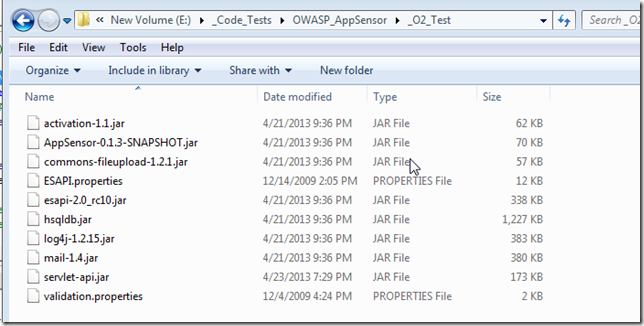 New Volume (E:) ▸ _Code_Tests ▸ OWASP_AppSensor ▸ _O2_Test
Search _O2
File Edit View Tools Help
Organize Include in library Share with New folder
Name Date modified Type Size
activation-1.1.jar 4/21/2013 9:36 PM JAR File 62 KB
AppSensor-0.1.3-SNAPSHOT.jar 4/21/2013 9:36 PM JAR File 70 KB
commons-fileupload-1.2.1.jar 4/21/2013 9:36 PM JAR File 57 KB
ESAPI.properties 12/14/2009 2:05 PM PROPERTIES File 12 KB
esapi-2.0_rc10.jar 4/21/2013 9:36 PM JAR File 338 KB
hsqldb.jar 4/21/2013 9:36 PM JAR File 1,227 KB
log4j-1.2.15.jar 4/21/2013 9:36 PM JAR File 383 KB
mail-1.4.jar 4/21/2013 9:36 PM JAR File 380 KB
servlet-api.jar 4/23/2013 7:29 PM JAR File 173 KB
validation.properties 12/4/2009 4:24 PM PROPERTIES File 2 KB